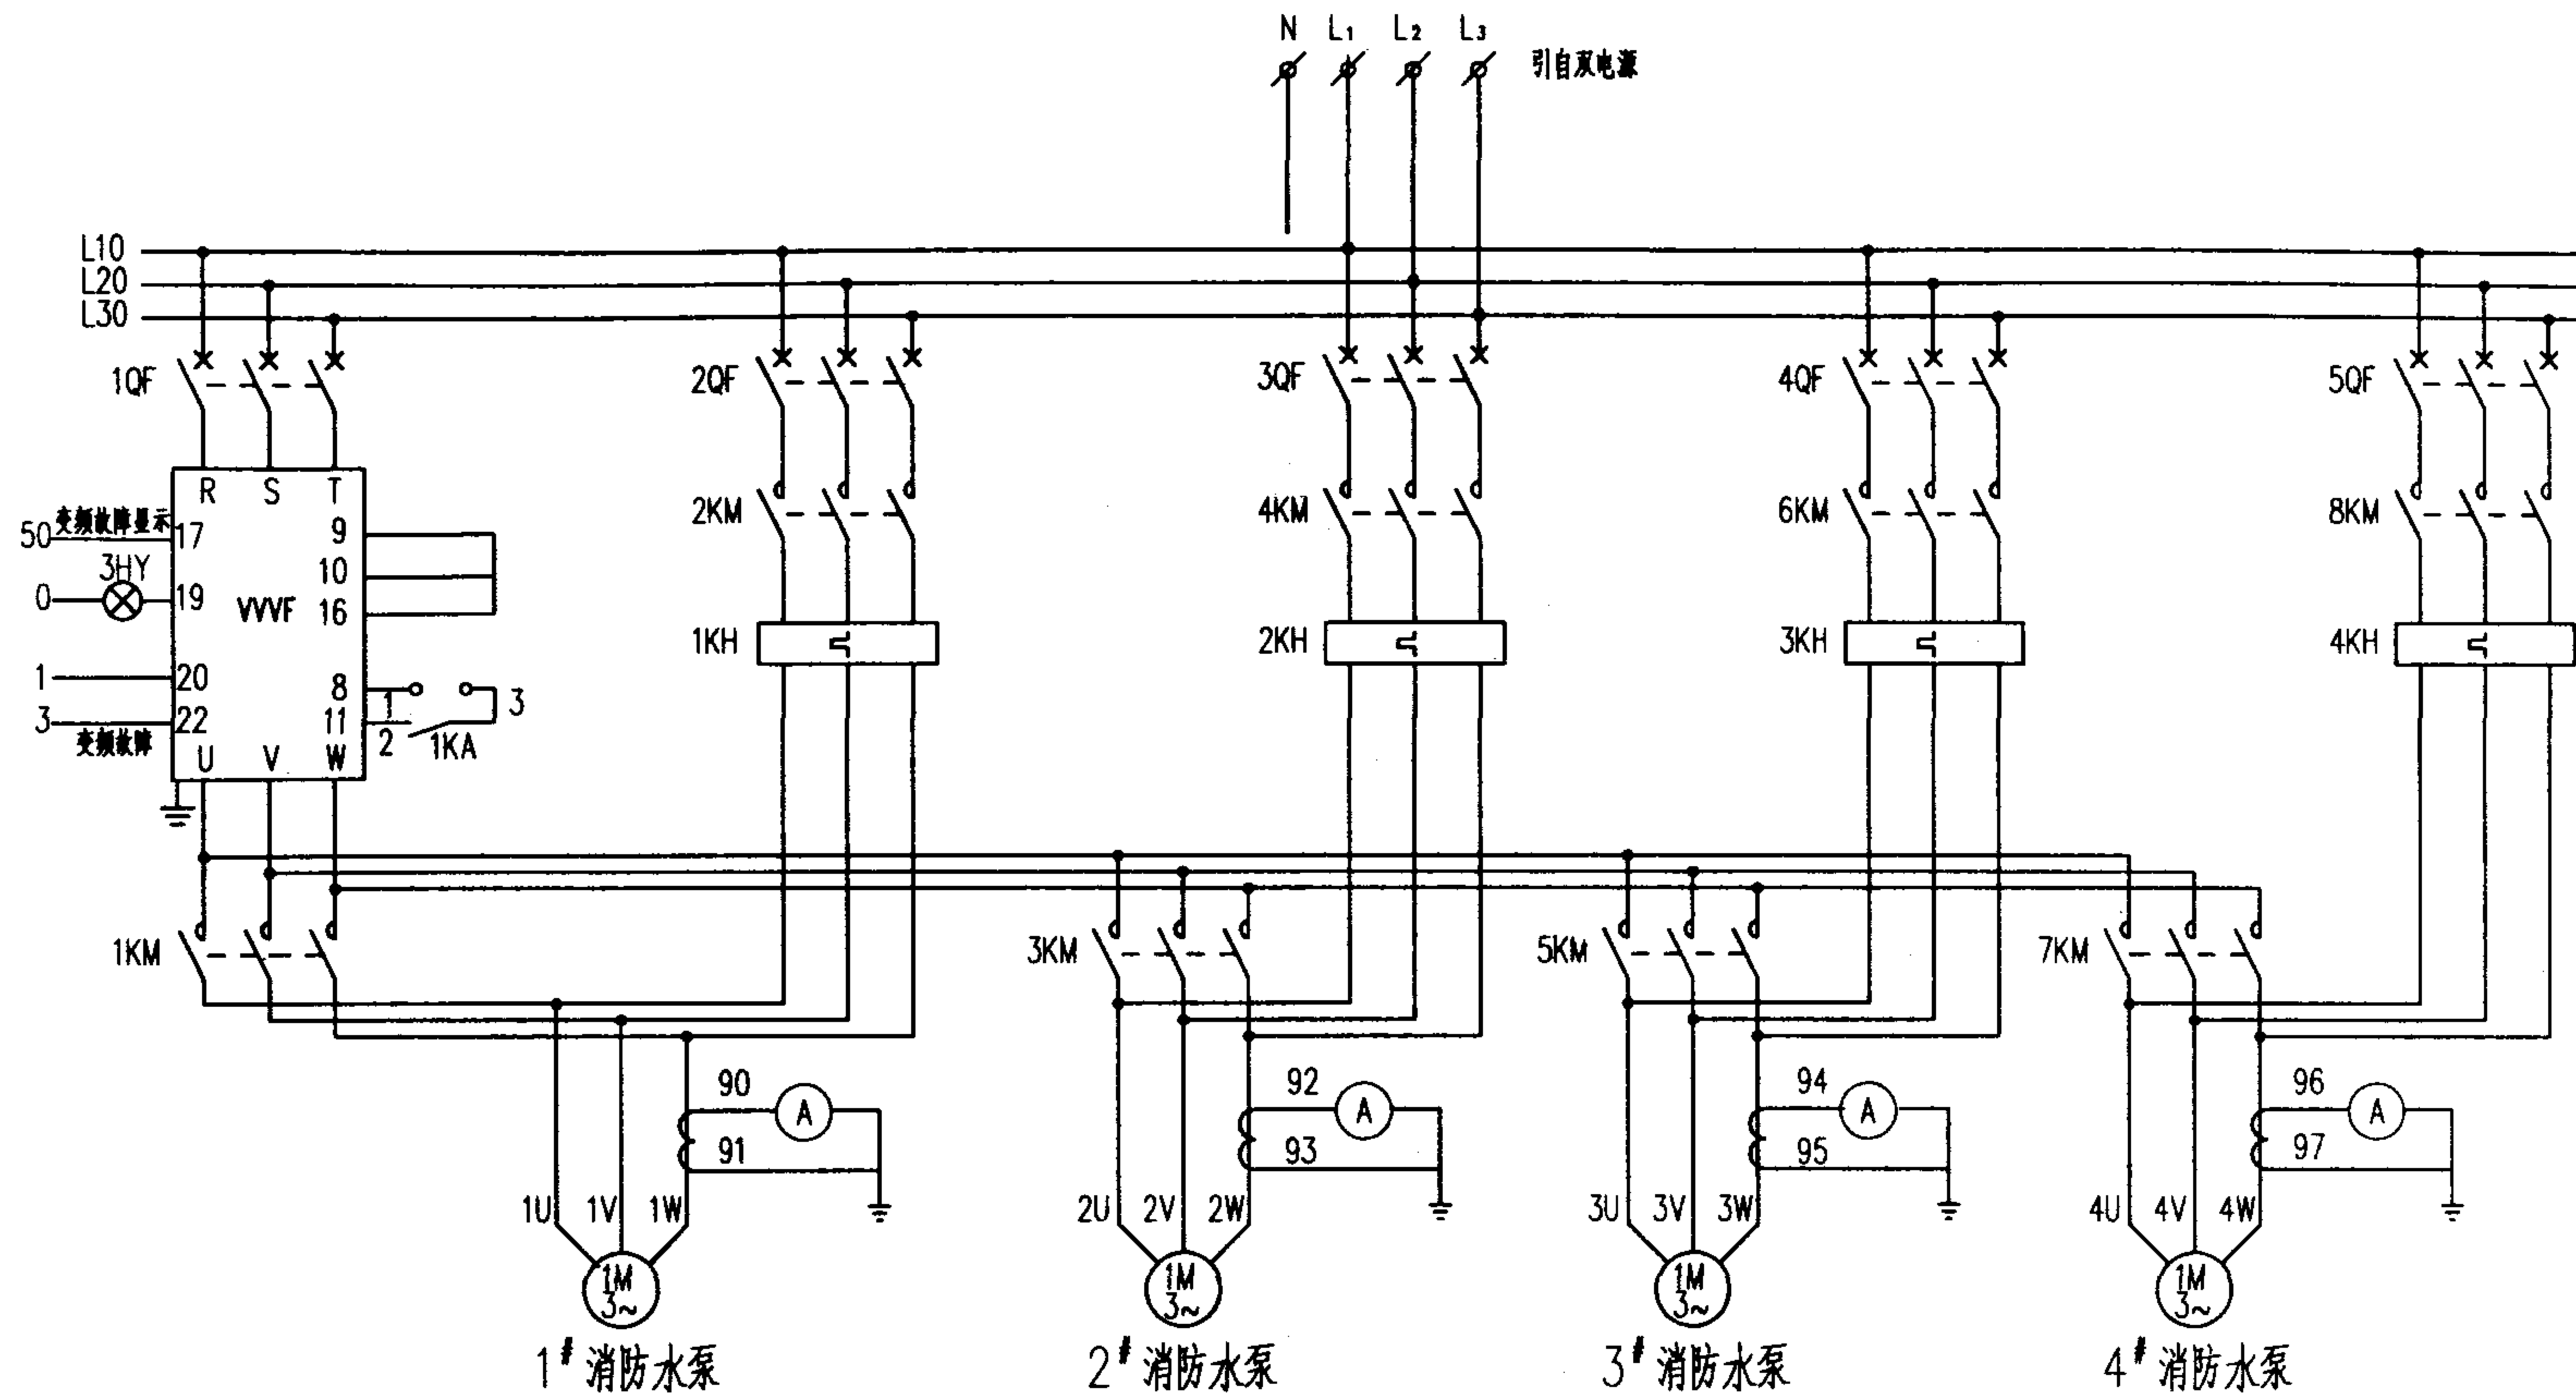 N L₁ L₂ L₃ 引自双电源
L10
L20
L30
1QF 2QF 3QF 4QF 5QF
R S T
2KM 4KM 6KM 8KM
变频故障显示
50 17 9
3HY 10
0 19 VVVF 16
1KH 2KH 3KH 4KH
1 20 8 1 3
3 22 11 2 1KA
变频故障
U V W
1KM 3KM 5KM 7KM
90 A 92 A 94 A 96 A
91 93 95 97
1U 1V 1W 2U 2V 2W 3U 3V 3W 4U 4V 4W
1M 1M 1M 1M
3~ 3~ 3~ 3~
1# 消防水泵 2# 消防水泵 3# 消防水泵 4# 消防水泵